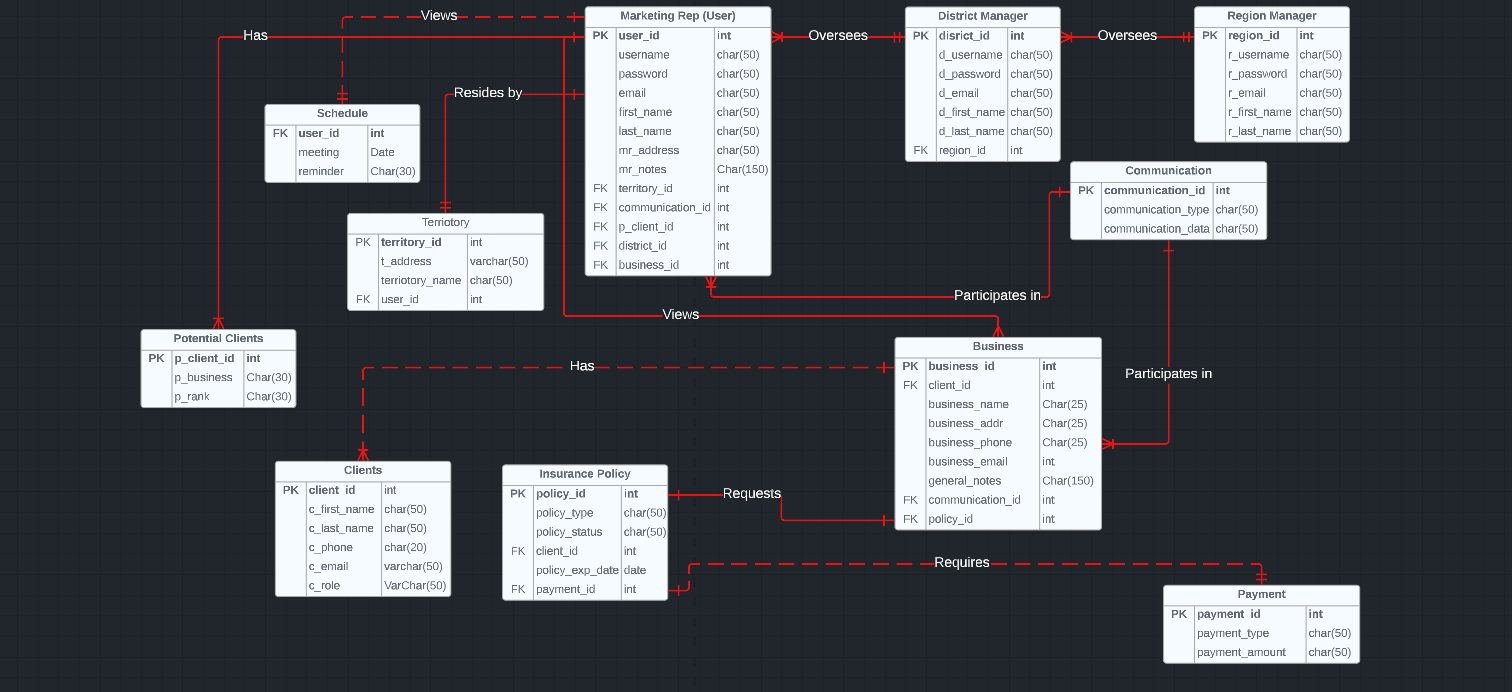 Views
Has
Marketing Rep (User)
PK user_id int
username char(50)
password char(50)
email char(50)
first_name char(50)
last_name char(50)
mr_address char(50)
mr_notes Char(150)
FK territory_id int
FK communication_id int
FK p_client_id int
FK district_id int
FK business_id int
Oversees
District Manager
PK disrict_id int
d_username char(50)
d_password char(50)
d_email char(50)
d_first_name char(50)
d_last_name char(50)
FK region_id int
Oversees
Region Manager
PK region_id int
r_username char(50)
r_password char(50)
r_email char(50)
r_first_name char(50)
r_last_name char(50)
Resides by
Schedule
FK user_id int
meeting Date
reminder Char(30)
Communication
PK communication_id int
communication_type char(50)
communication_data char(50)
Terriotory
PK territory_id int
t_address varchar(50)
terriotory_name char(50)
FK user_id int
Participates in
Views
Potential Clients
PK p_client_id int
p_business Char(30)
p_rank Char(30)
Business
PK business_id int
FK client_id int
business_name Char(25)
business_addr Char(25)
business_phone Char(25)
business_email int
general_notes Char(150)
FK communication_id int
FK policy_id int
Has
Participates in
Clients
PK client_id int
c_first_name char(50)
c_last_name char(50)
c_phone char(20)
c_email varchar(50)
c_role VarChar(50)
Insurance Policy
PK policy_id int
policy_type char(50)
policy_status char(50)
FK client_id int
policy_exp_date date
FK payment_id int
Requests
Requires
Payment
PK payment_id int
payment_type char(50)
payment_amount char(50)